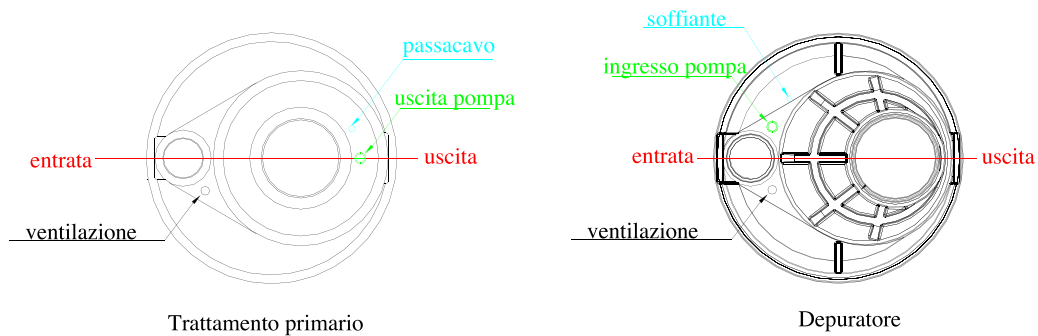 passacavo
uscita pompa
entrata
uscita
ventilazione
Trattamento primario
soffiante
ingresso pompa
entrata
uscita
ventilazione
Depuratore